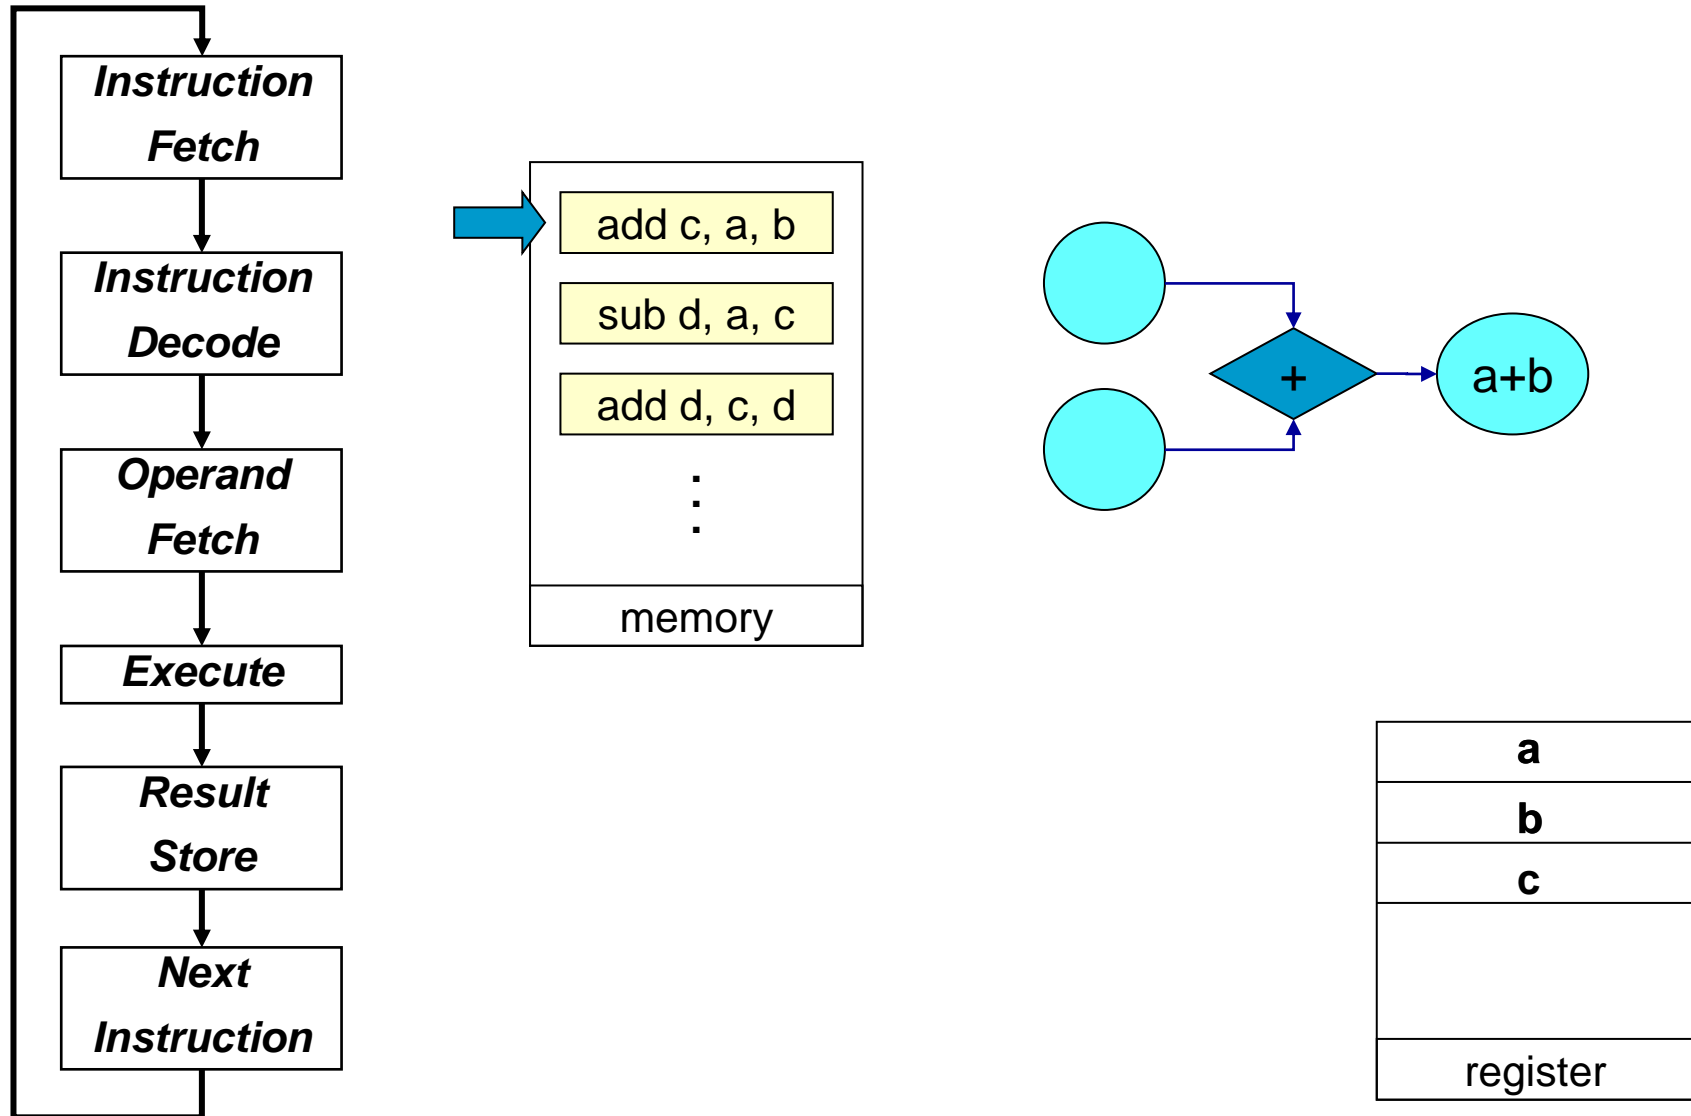 Instruction
Fetch
Instruction
Decode
Operand
Fetch
Execute
Result
Store
Next
Instruction
add c, a, b
sub d, a, c
add d, c, d
⋮
memory
+
a+b
a
b
c
register